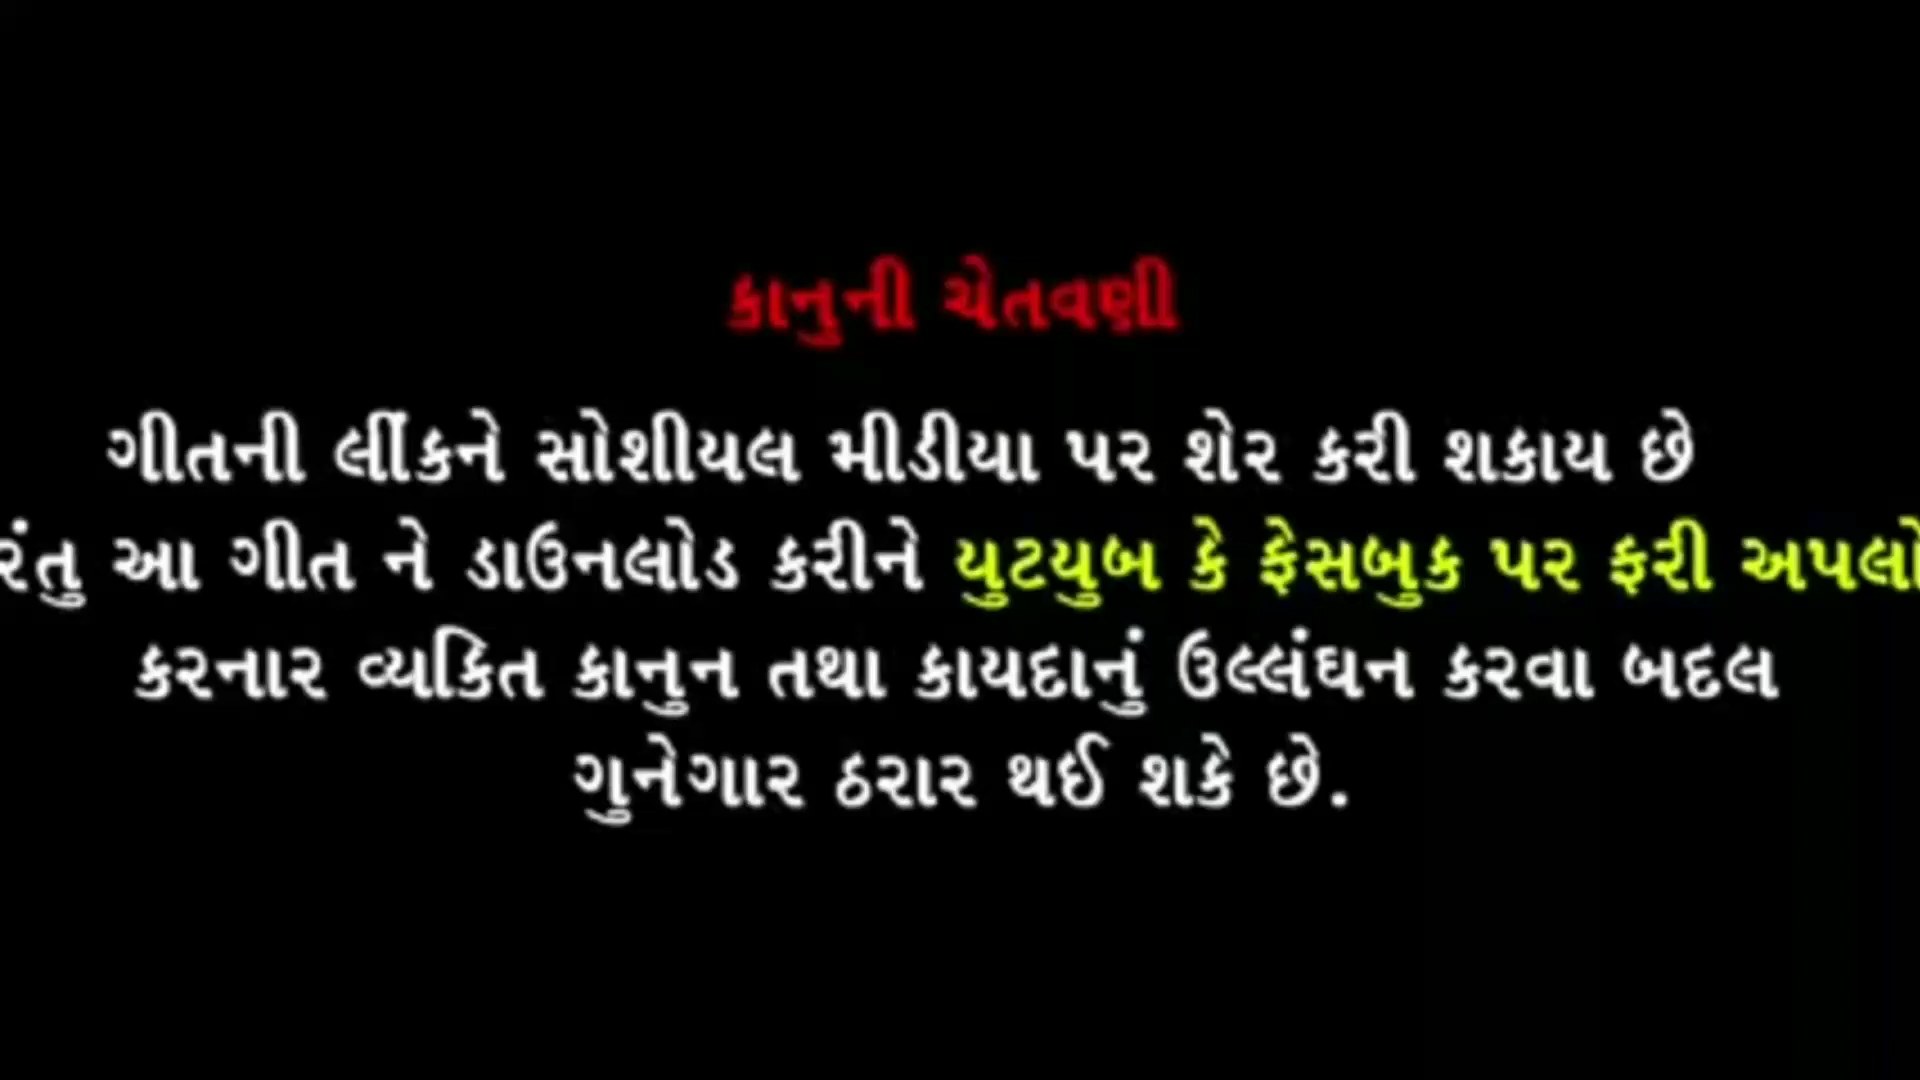 કાનુની ચેતવણી
ગીતની લીંકને સોશીયલ મીડીયા પર શેર કરી શકાય છે
રંતુ આ ગીત ને ડાઉનલોડ કરીને યુટયુબ કે ફેસબુક પર ફરી અપલો
કરનાર વ્યકિત કાનુન તથા કાયદાનું ઉલ્લંઘન કરવા બદલ
ગુનેગાર ઠરાર થઈ શકે છે.